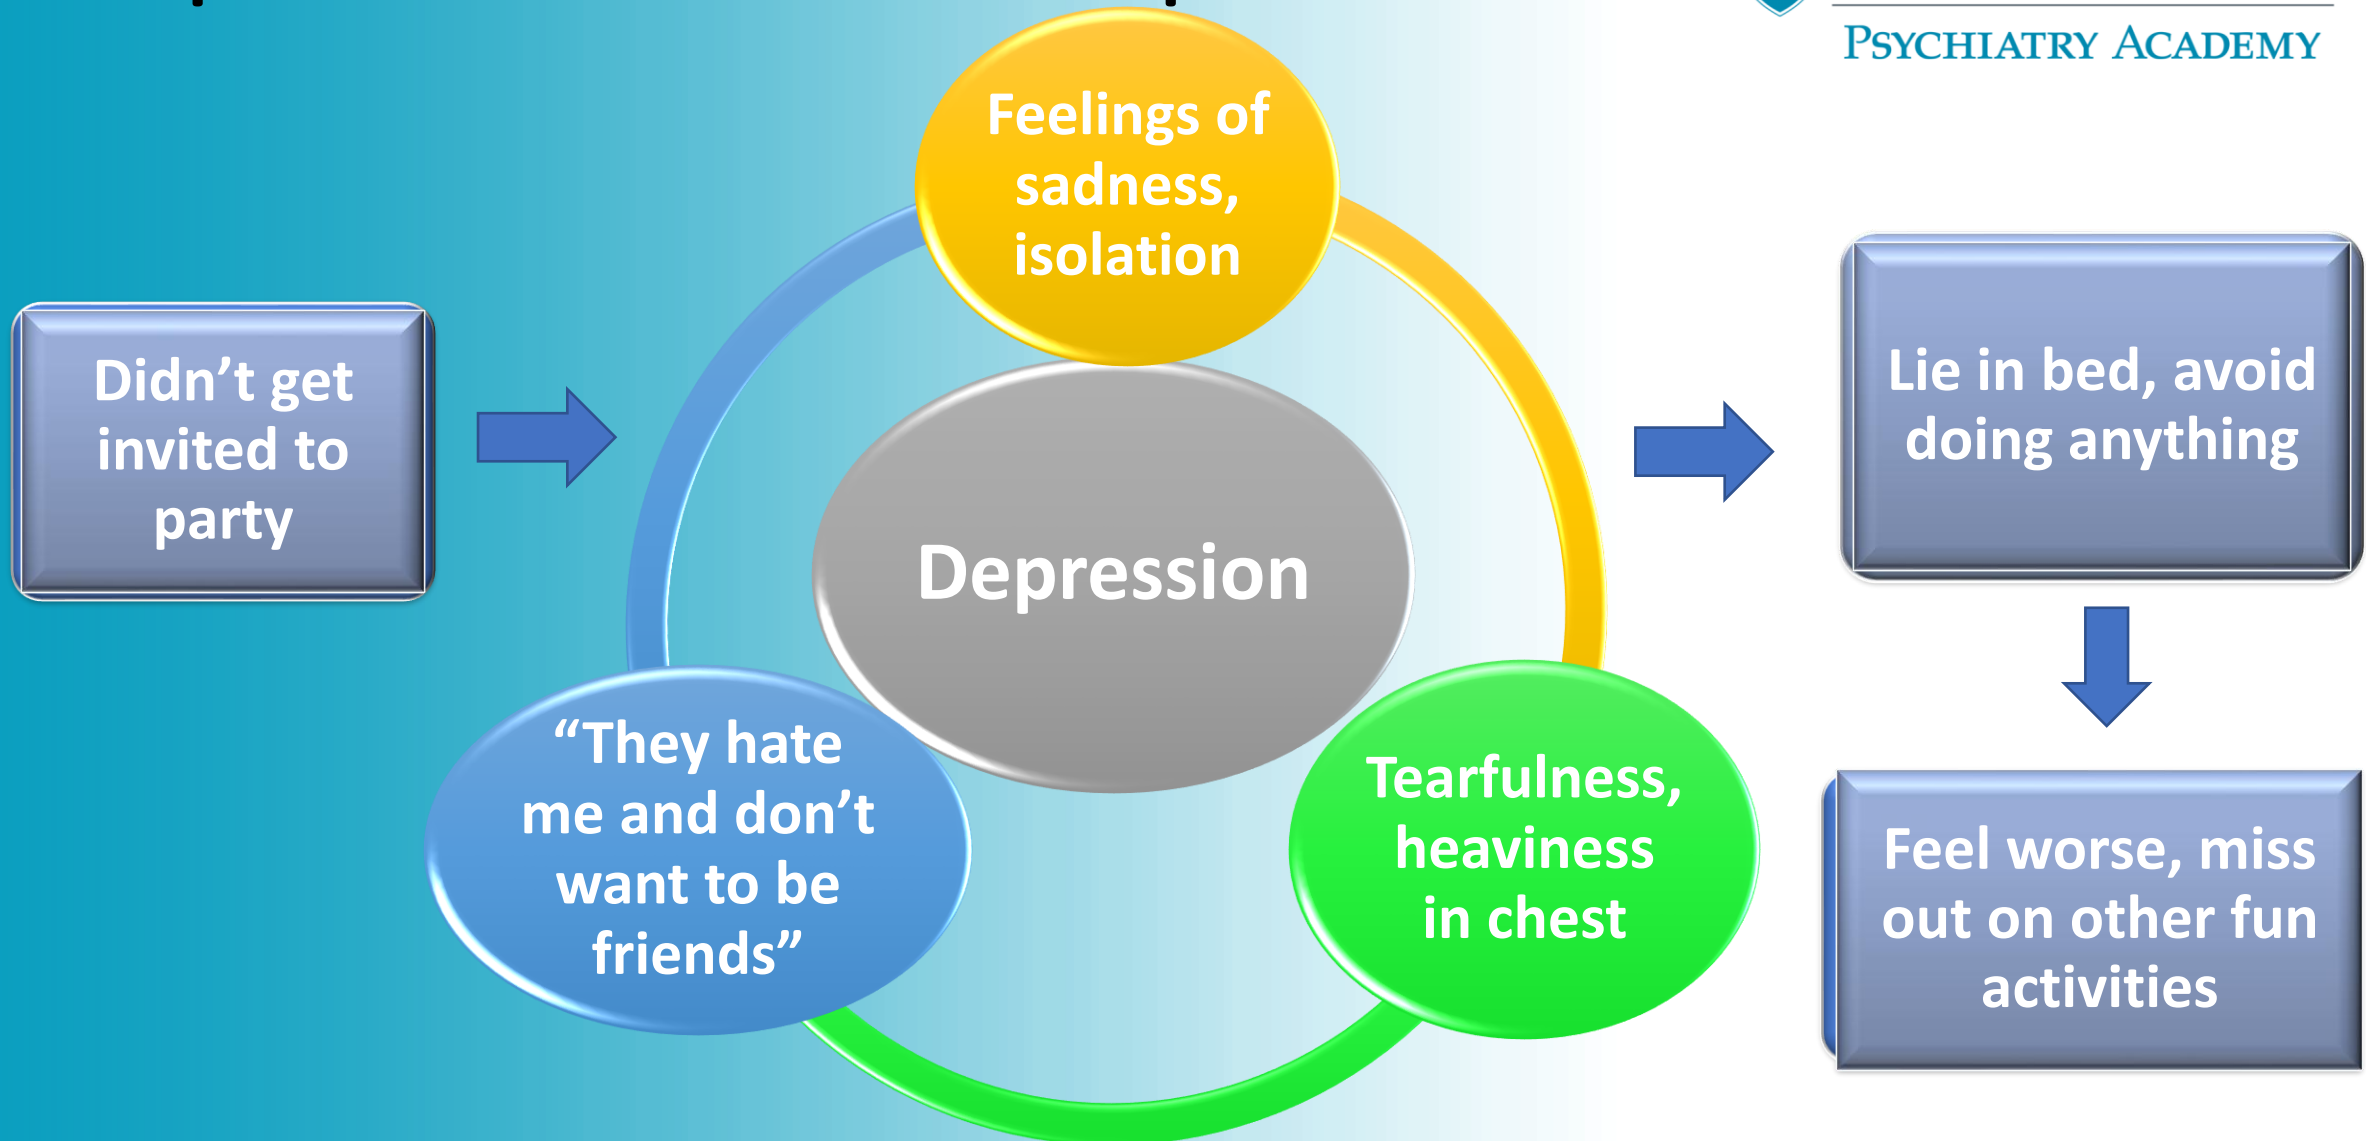 PSYCHIATRY ACADEMY
Feelings of
sadness,
isolation
Didn’t get
invited to
party
Depression
“They hate
me and don’t
want to be
friends”
Tearfulness,
heaviness
in chest
Lie in bed, avoid
doing anything
Feel worse, miss
out on other fun
activities